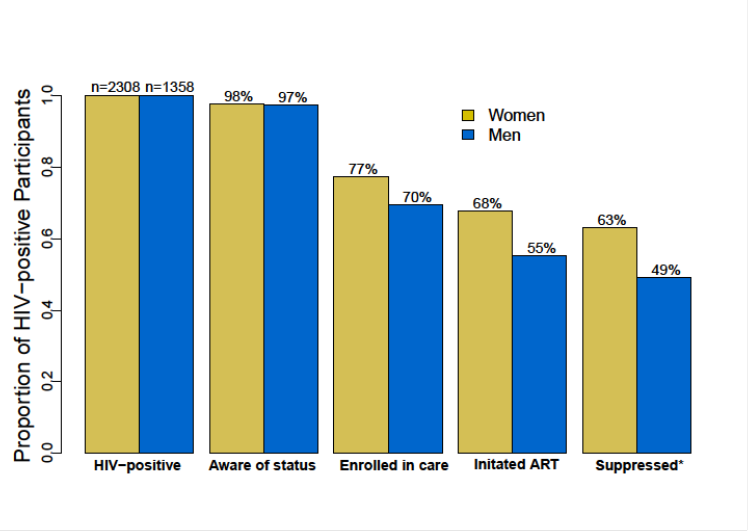 Proportion of HIV−positive Participants
1.0
0.8
0.6
0.4
0.2
0.0
n=2308 n=1358
98% 97%
77% 70%
68% 55%
63% 49%
Women
Men
HIV−positive Aware of status Enrolled in care Initated ART Suppressed*